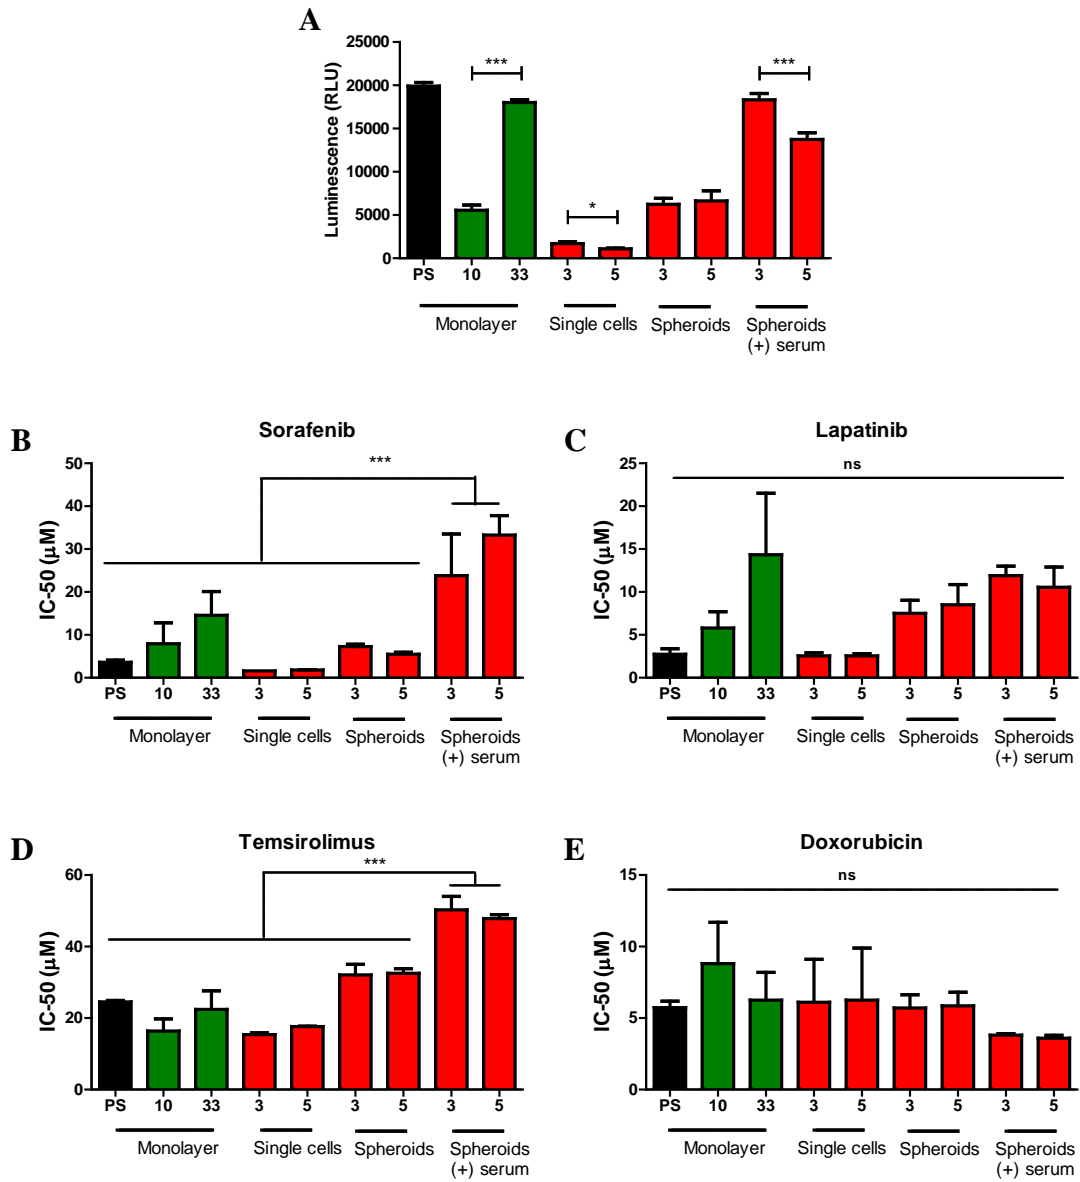 A
Luminescence (RLU)
25000
20000
15000
10000
5000
0
***
*
***
PS 10 33 3 5 3 5 3 5
Monolayer Single cells Spheroids Spheroids
(+) serum
B
Sorafenib
IC-50 (μM)
50
40
30
20
10
0
***
PS 10 33 3 5 3 5 3 5
Monolayer Single cells Spheroids Spheroids
(+) serum
C
Lapatinib
IC-50 (μM)
25
20
15
10
5
0
ns
PS 10 33 3 5 3 5 3 5
Monolayer Single cells Spheroids Spheroids
(+) serum
D
Temsirolimus
IC-50 (μM)
60
40
20
0
***
PS 10 33 3 5 3 5 3 5
Monolayer Single cells Spheroids Spheroids
(+) serum
E
Doxorubicin
IC-50 (μM)
15
10
5
0
ns
PS 10 33 3 5 3 5 3 5
Monolayer Single cells Spheroids Spheroids
(+) serum